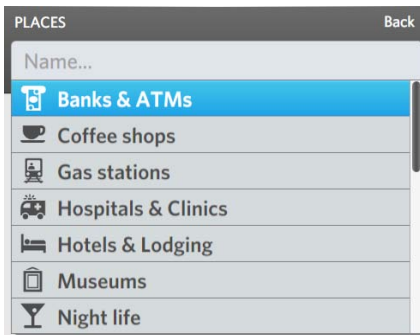 PLACES Back
Name...
Banks & ATMs
Coffee shops
Gas stations
Hospitals & Clinics
Hotels & Lodging
Museums
Night life